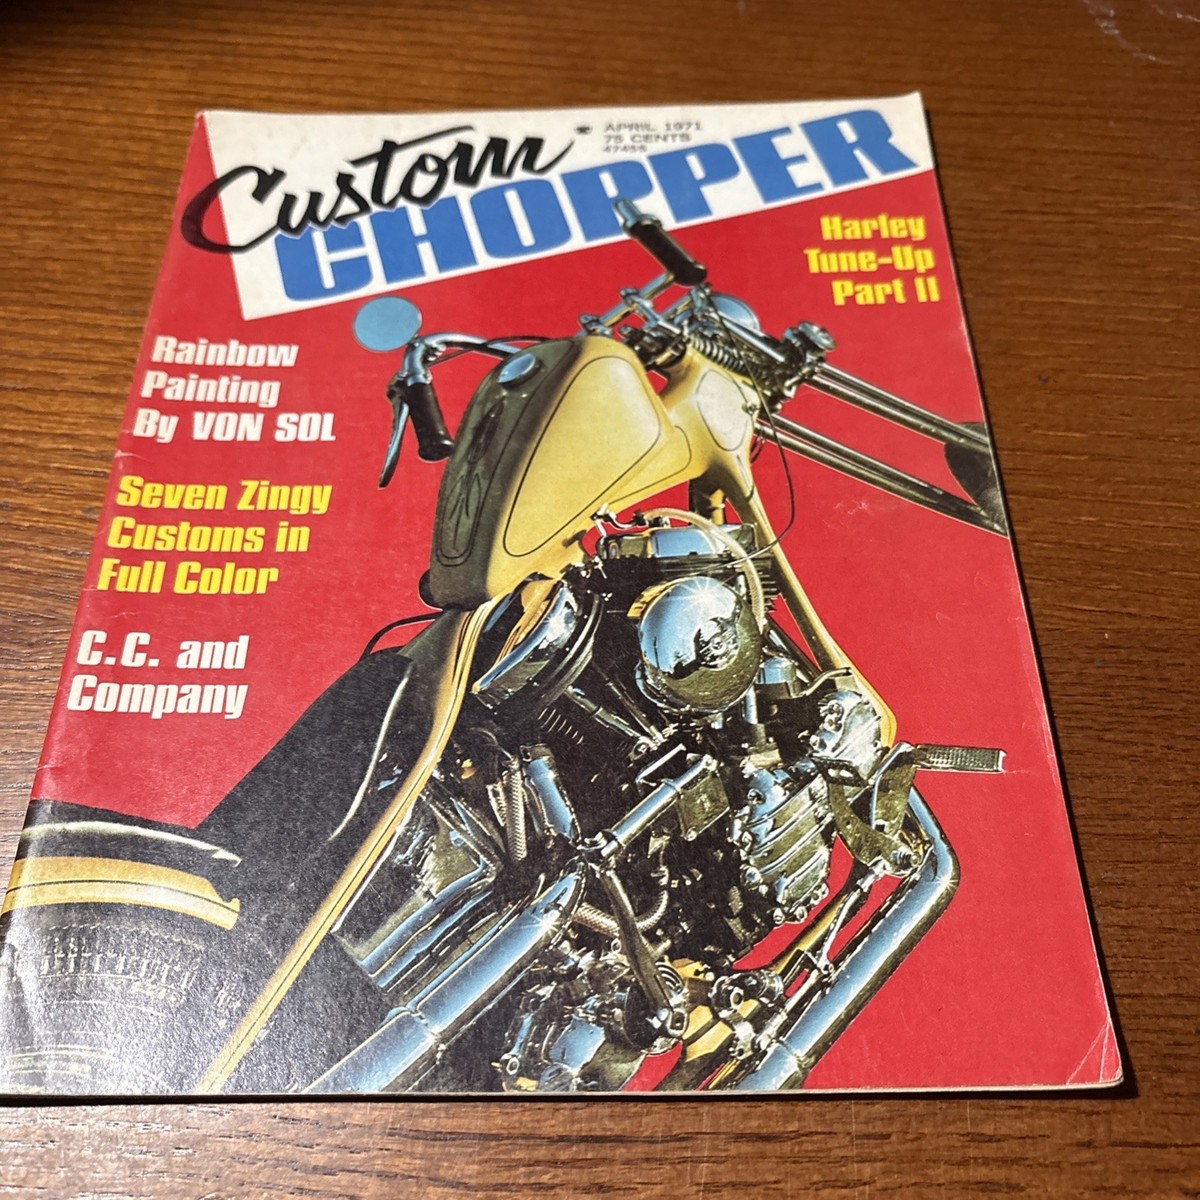 Custom
CHOPPER
APRIL 1971
75 CENTS
47455
Harley
Tune-Up
Part II
Rainbow
Painting
By VON SOL
Seven Zingy
Customs in
Full Color
C.C. and
Company